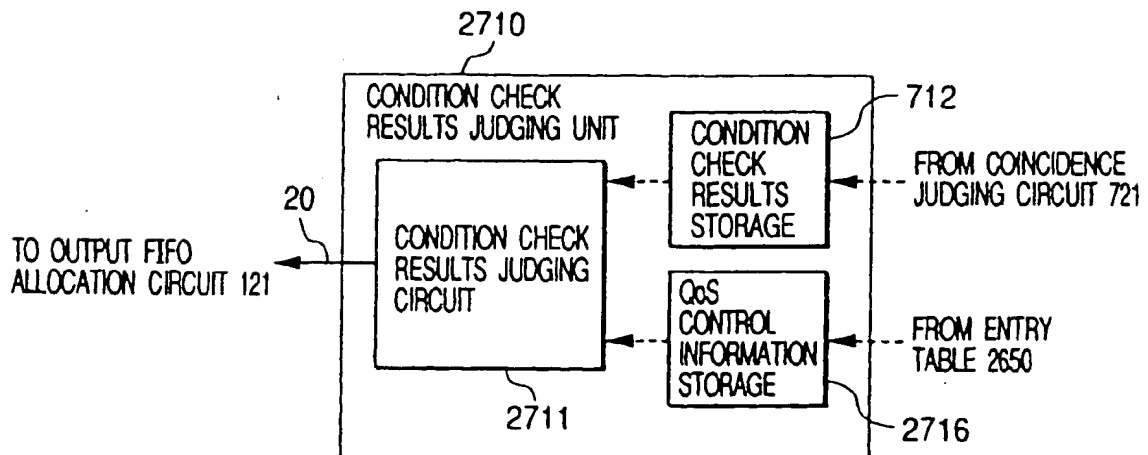 2710
CONDITION CHECK
RESULTS JUDGING UNIT
712
CONDITION
CHECK
RESULTS
STORAGE
FROM COINCIDENCE
JUDGING CIRCUIT 721
20
TO OUTPUT FIFO
ALLOCATION CIRCUIT 121
CONDITION CHECK
RESULTS JUDGING
CIRCUIT
QoS
CONTROL
INFORMATION
STORAGE
FROM ENTRY
TABLE 2650
2711
2716